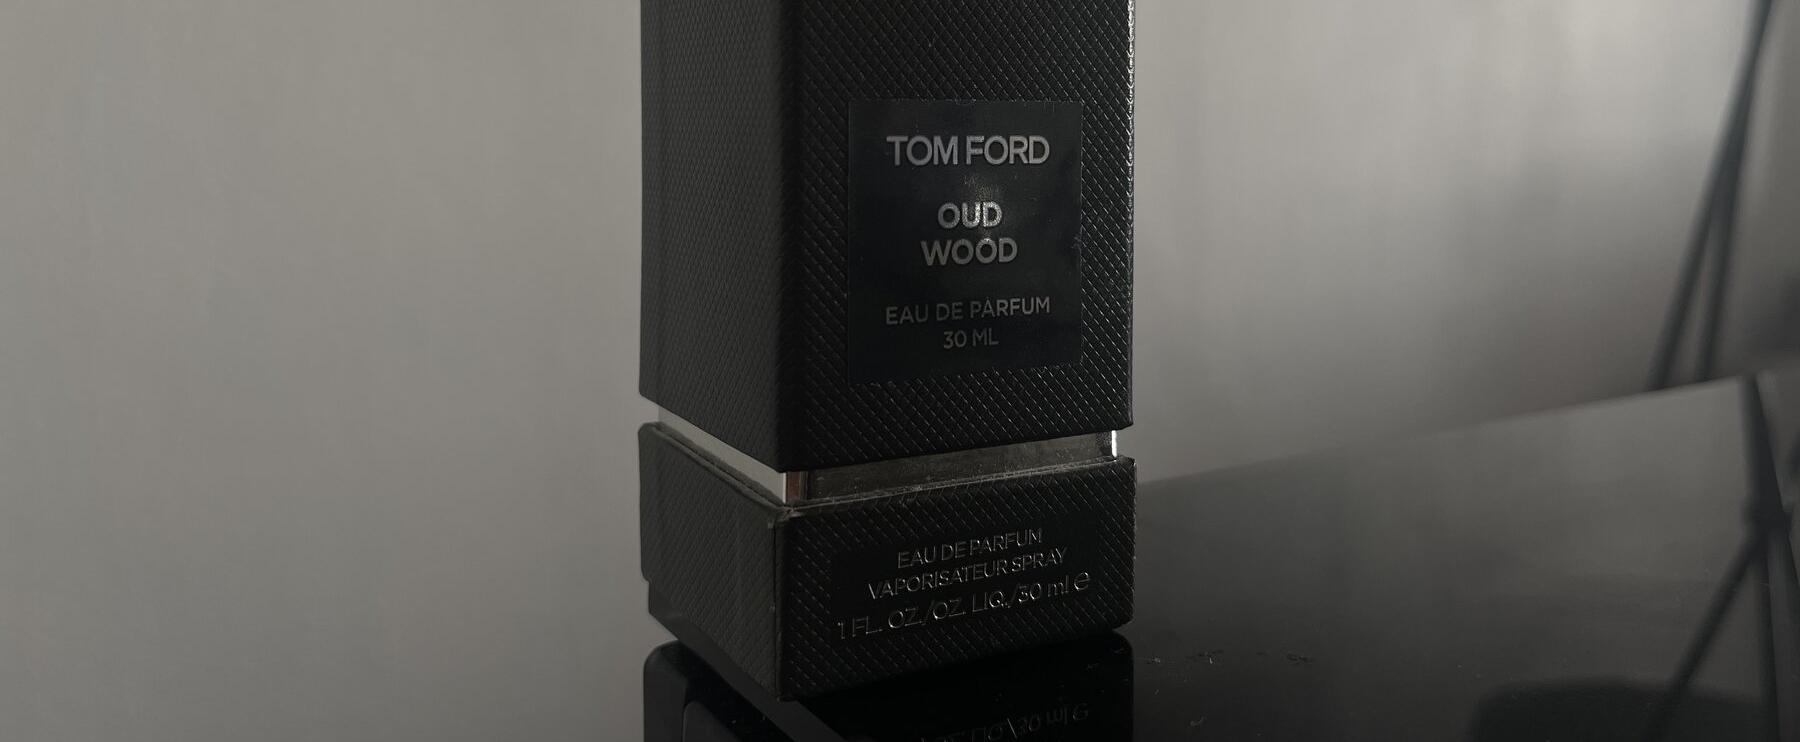 TOM FORD
OUD
WOOD
EAU DE PARFUM
30 ML
EAU DE PARFUM
VAPORISATEUR SPRAY
1 FL. OZ./OZ. LIQ./30 ml e